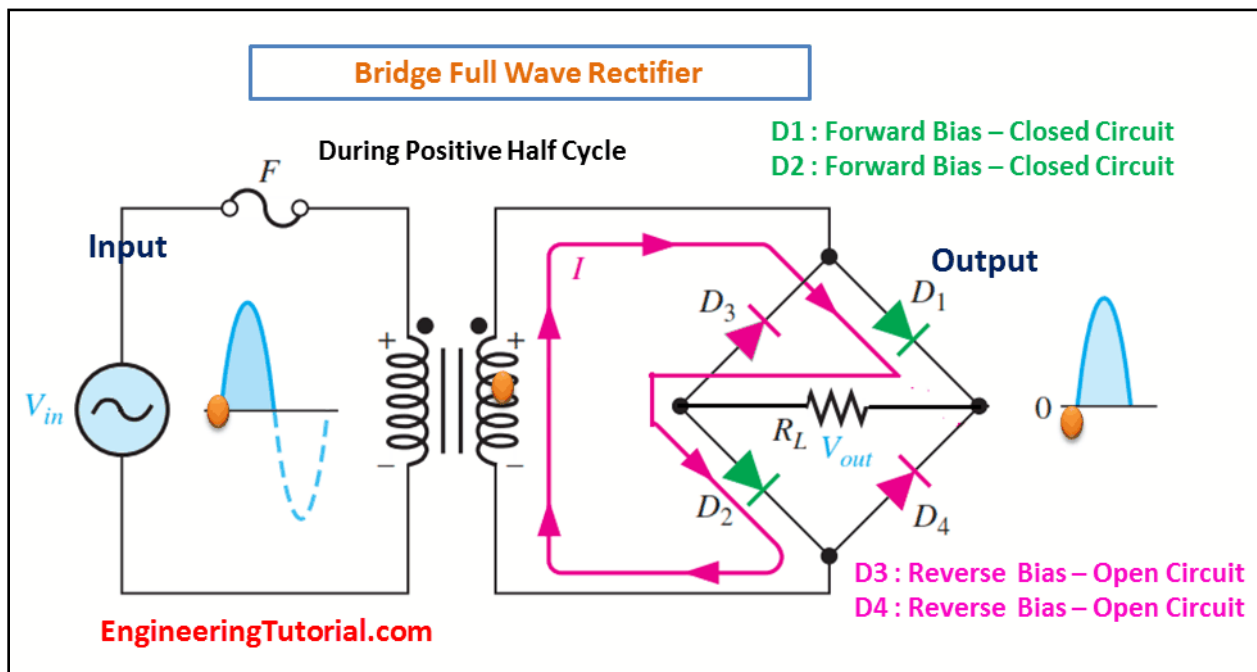 Bridge Full Wave Rectifier
D1 : Forward Bias – Closed Circuit
D2 : Forward Bias – Closed Circuit
During Positive Half Cycle
F
Input
Output
I
D3
D1
+
+
Vin
0
RL
Vout
−
−
D2
D4
D3 : Reverse Bias – Open Circuit
D4 : Reverse Bias – Open Circuit
EngineeringTutorial.com